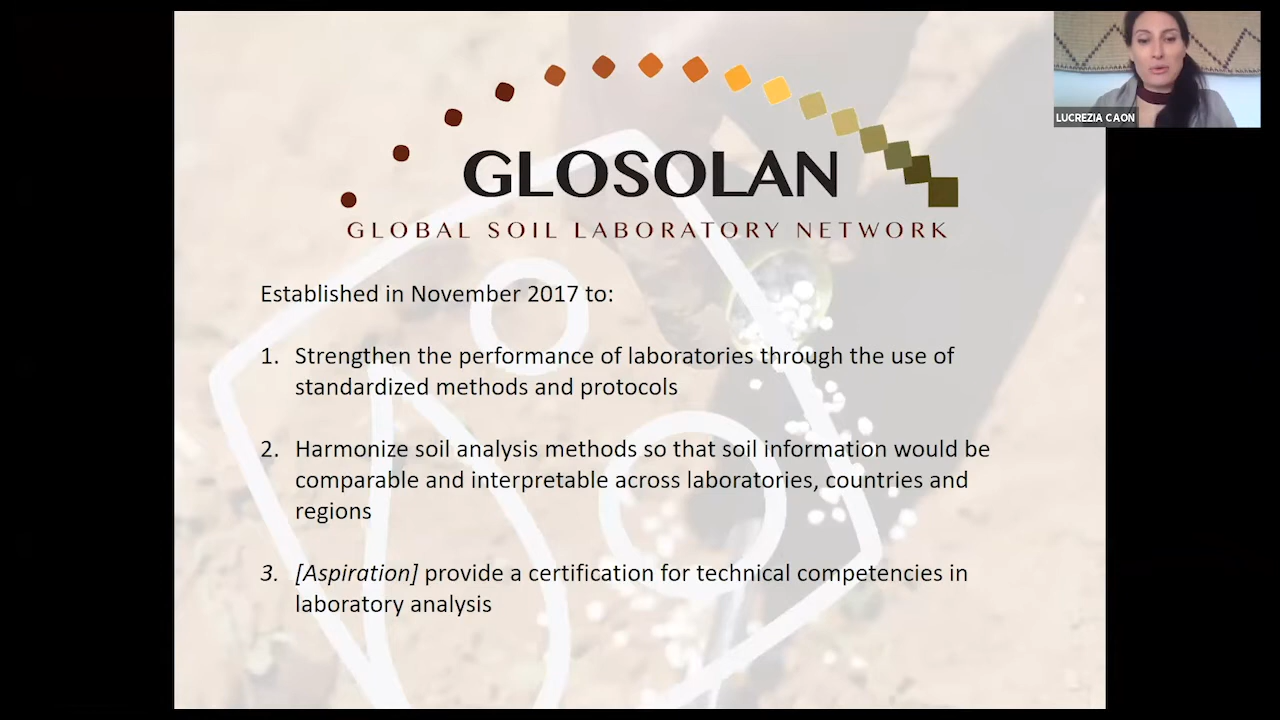 LUCREZIA CAON
GLOSOLAN
GLOBAL SOIL LABORATORY NETWORK
Established in November 2017 to:
1. Strengthen the performance of laboratories through the use of
standardized methods and protocols
2. Harmonize soil analysis methods so that soil information would be
comparable and interpretable across laboratories, countries and
regions
3. [Aspiration] provide a certification for technical competencies in
laboratory analysis